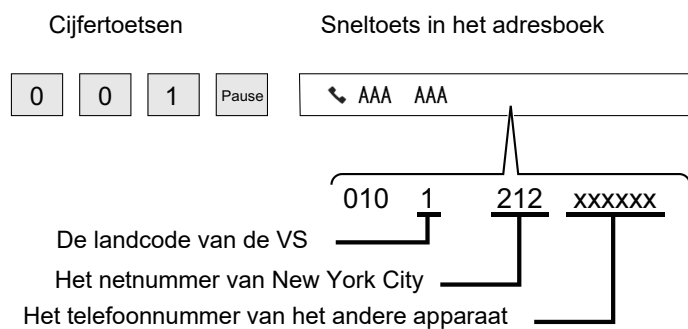 Cijfertoetsen Sneltoets in het adresboek
0 0 1 Pause AAA AAA
010 1 212 xxxxxx
De landcode van de VS
Het netnummer van New York City
Het telefoonnummer van het andere apparaat